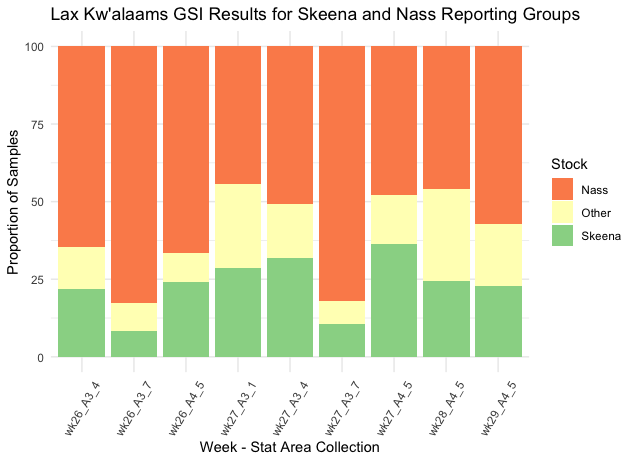 Lax Kw'alaams GSI Results for Skeena and Nass Reporting Groups
Proportion of Samples
100
75
50
25
0
wk26_A3_4
wk26_A3_7
wk26_A4_5
wk27_A3_1
wk27_A3_4
wk27_A3_7
wk27_A4_5
wk28_A4_5
wk29_A4_5
Week - Stat Area Collection
Stock
Nass
Other
Skeena